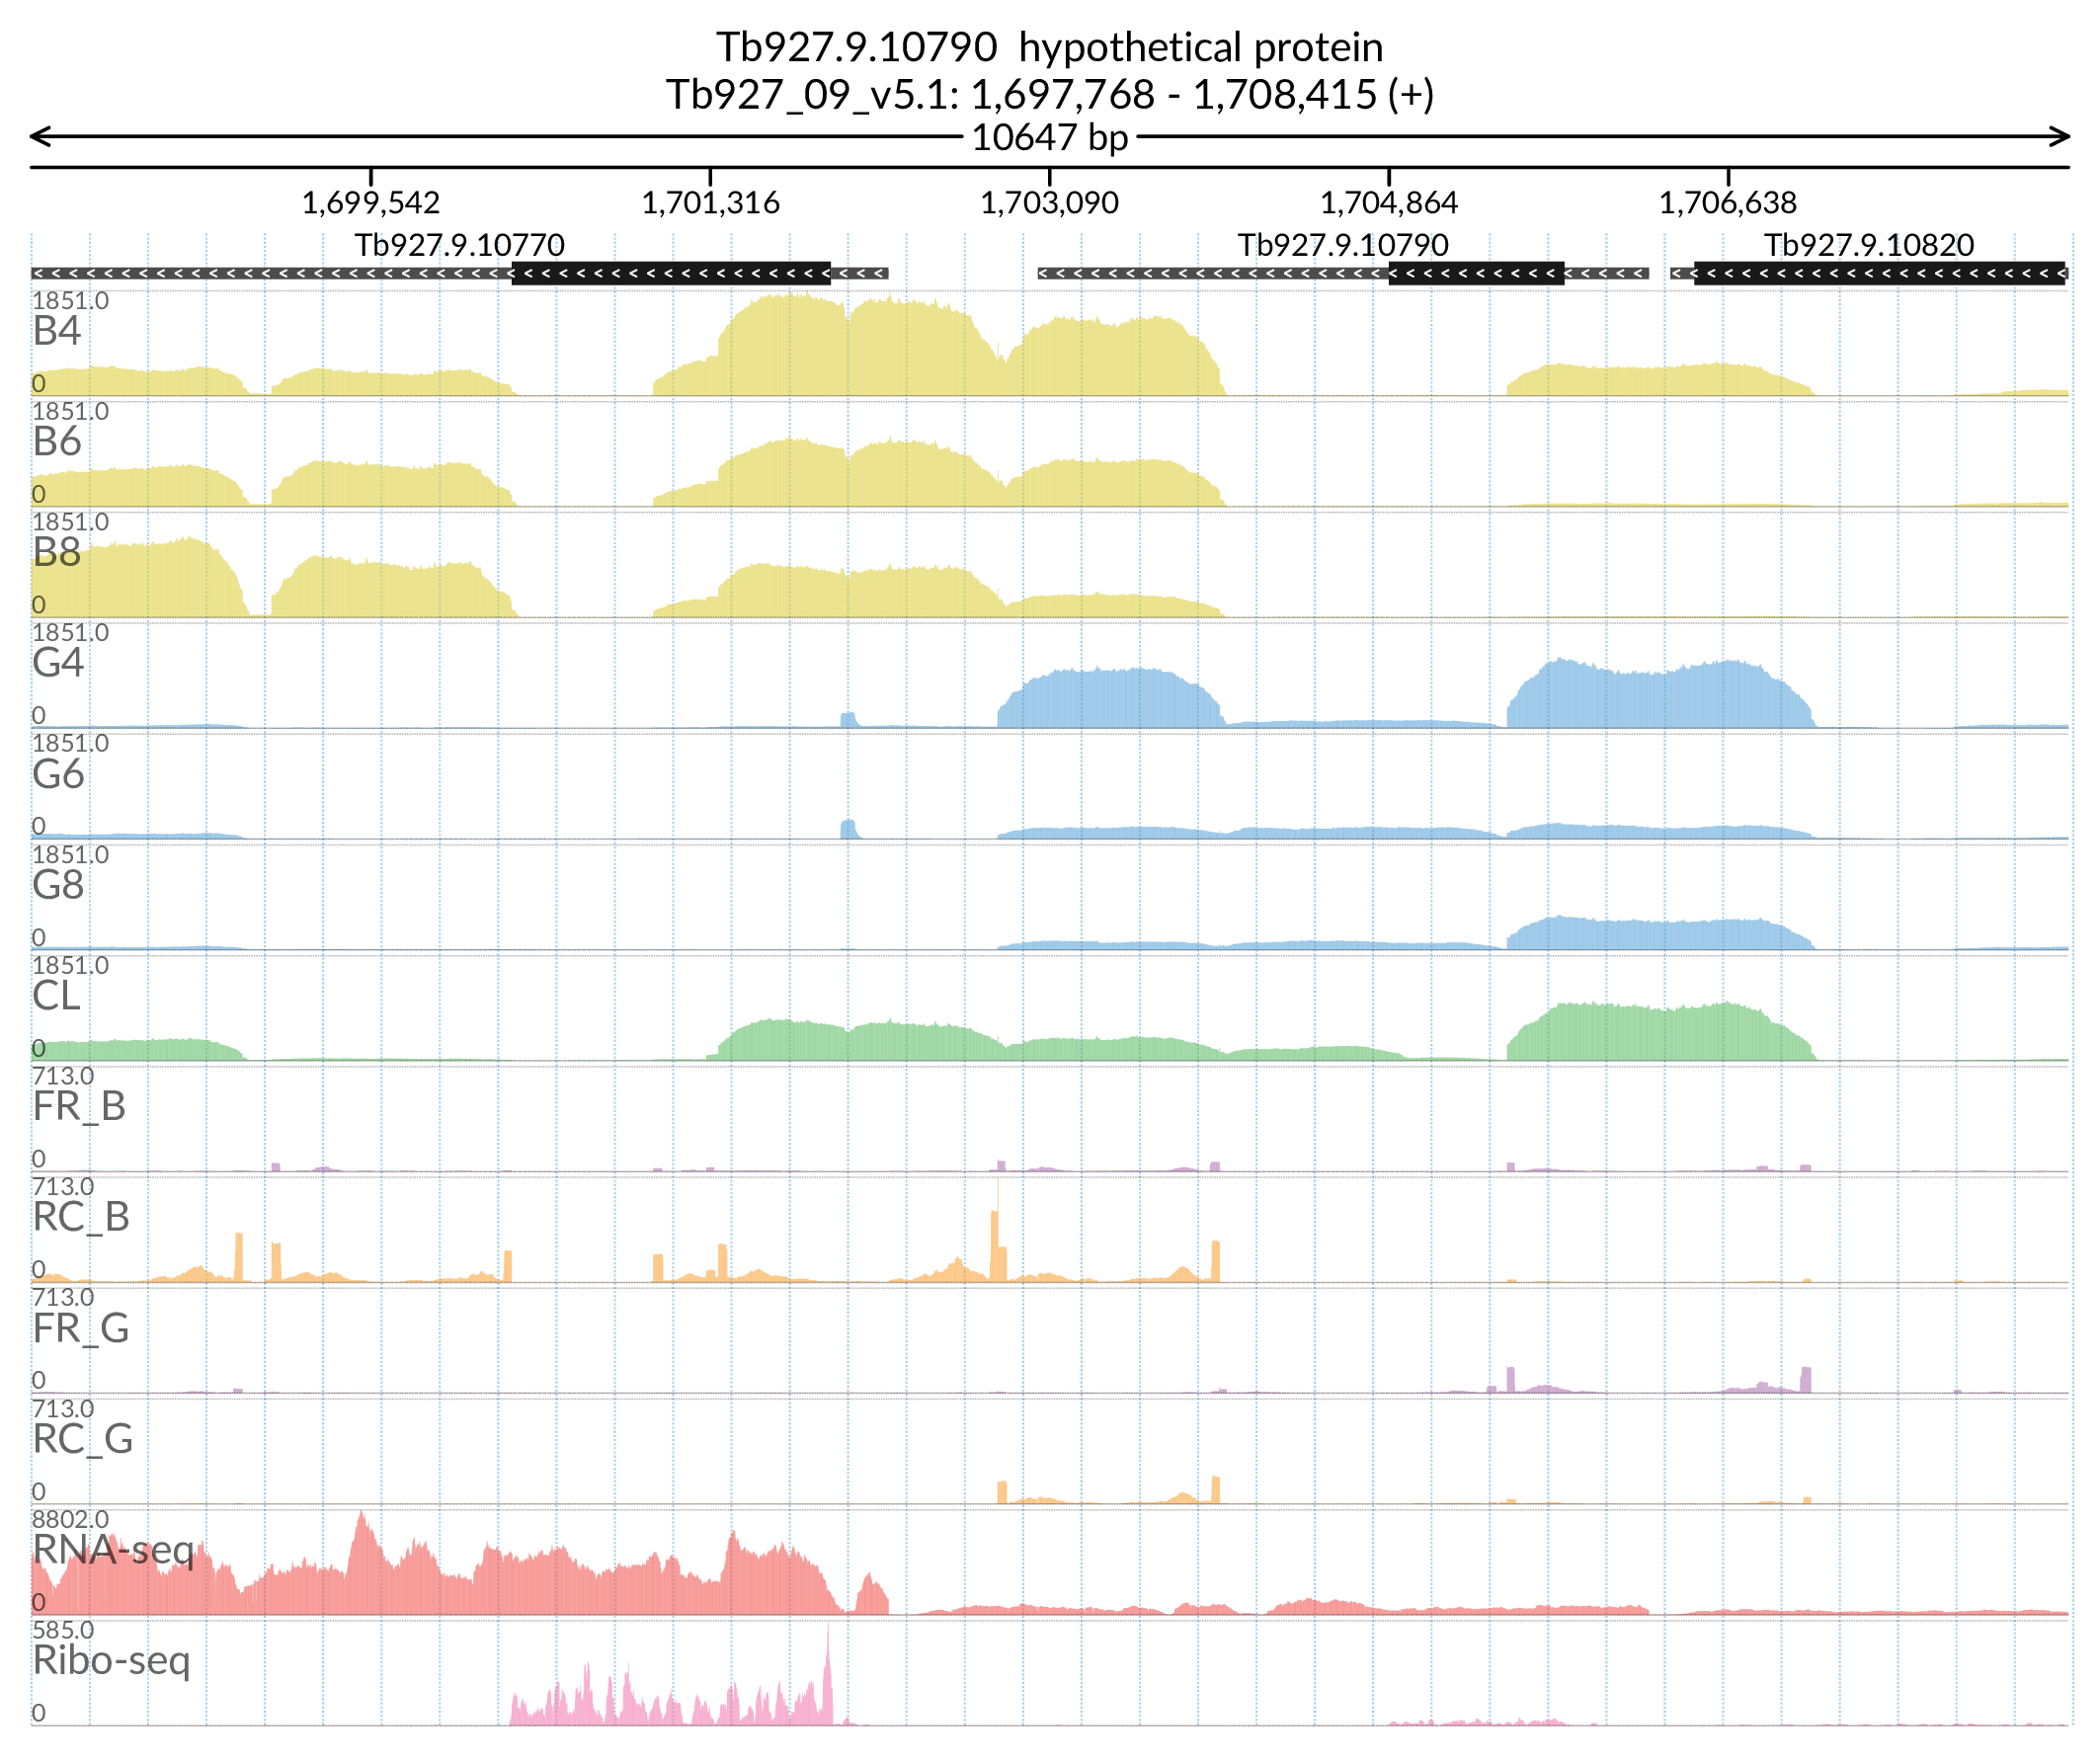 Tb927.9.10790  hypothetical protein
Tb927_09_v5.1: 1,697,768 - 1,708,415 (+)
10647 bp
1,699,542 1,701,316 1,703,090 1,704,864 1,706,638
Tb927.9.10770 Tb927.9.10790 Tb927.9.10820
1851.0
B4
0
1851.0
B6
0
1851.0
B8
0
1851.0
G4
0
1851.0
G6
0
1851.0
G8
0
1851.0
CL
0
713.0
FR_B
0
713.0
RC_B
0
713.0
FR_G
0
713.0
RC_G
0
8802.0
RNA-seq
0
585.0
Ribo-seq
0